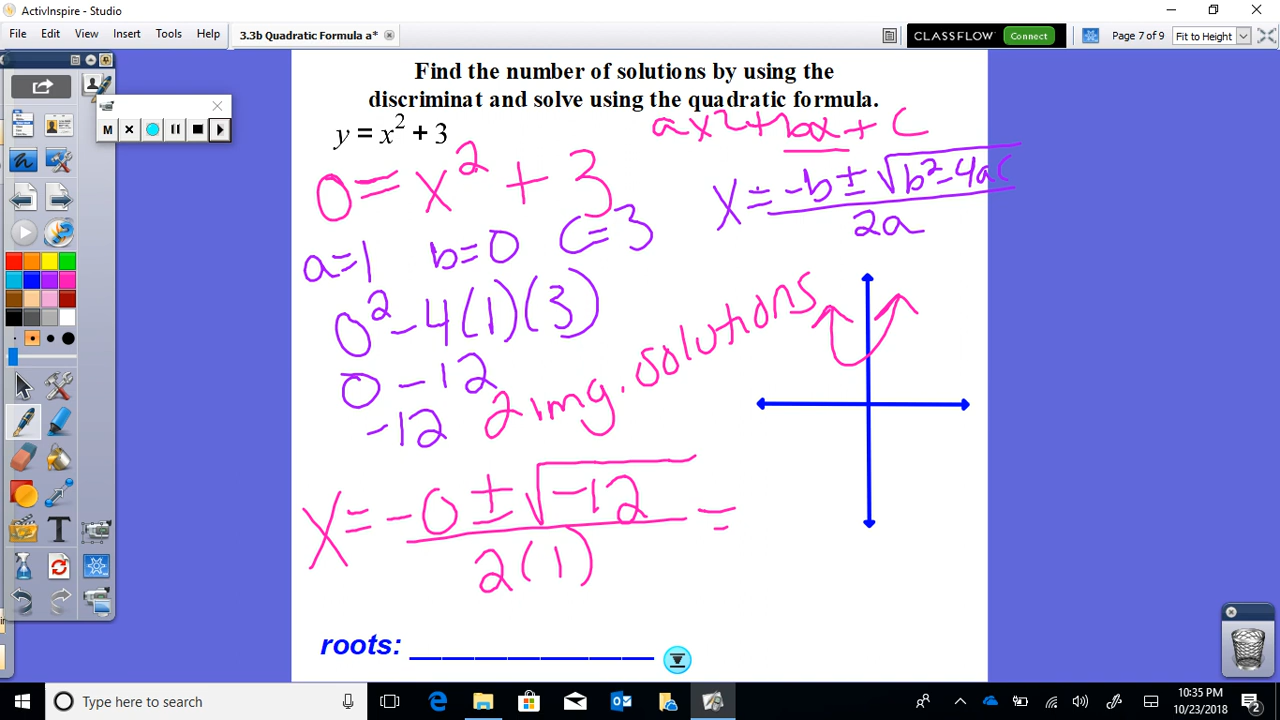 ActivInspire - Studio
File Edit View Insert Tools Help
3.3b Quadratic Formula a*
CLASSFLOW Connect
Page 7 of 9
Fit to Height
M
Find the number of solutions by using the
discriminat and solve using the quadratic formula.
y = x² + 3
ax² + bx + c
0 = x² + 3
x = -b ± √b² - 4ac / 2a
a=1 b=0 c=3
0² - 4(1)(3)
0 - 12
-12
2 img. solutions
x = -0 ± √-12 / 2(1) =
roots: _______________
Type here to search
10:35 PM
10/23/2018
2